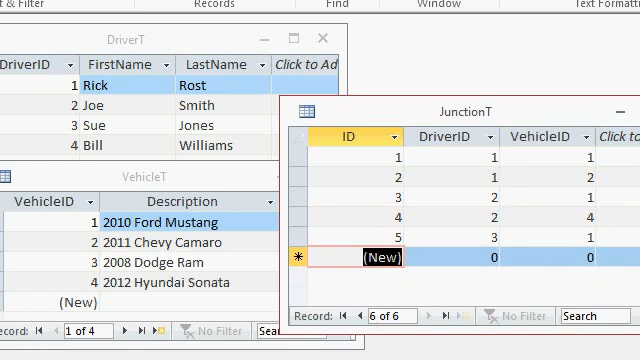 t & Filter Records Find Window Text Formatti
DriverT
DriverID FirstName LastName Click to Ad
1 Rick Rost
2 Joe Smith
3 Sue Jones
4 Bill Williams
VehicleT
VehicleID Description
1 2010 Ford Mustang
2 2011 Chevy Camaro
3 2008 Dodge Ram
4 2012 Hyundai Sonata
(New)
ecord: 1 of 4 No Filter Sear
JunctionT
ID DriverID VehicleID Click to
1 1 1
2 1 2
3 2 1
4 2 4
5 3 1
* (New) 0 0
Record: 6 of 6 No Filter Search